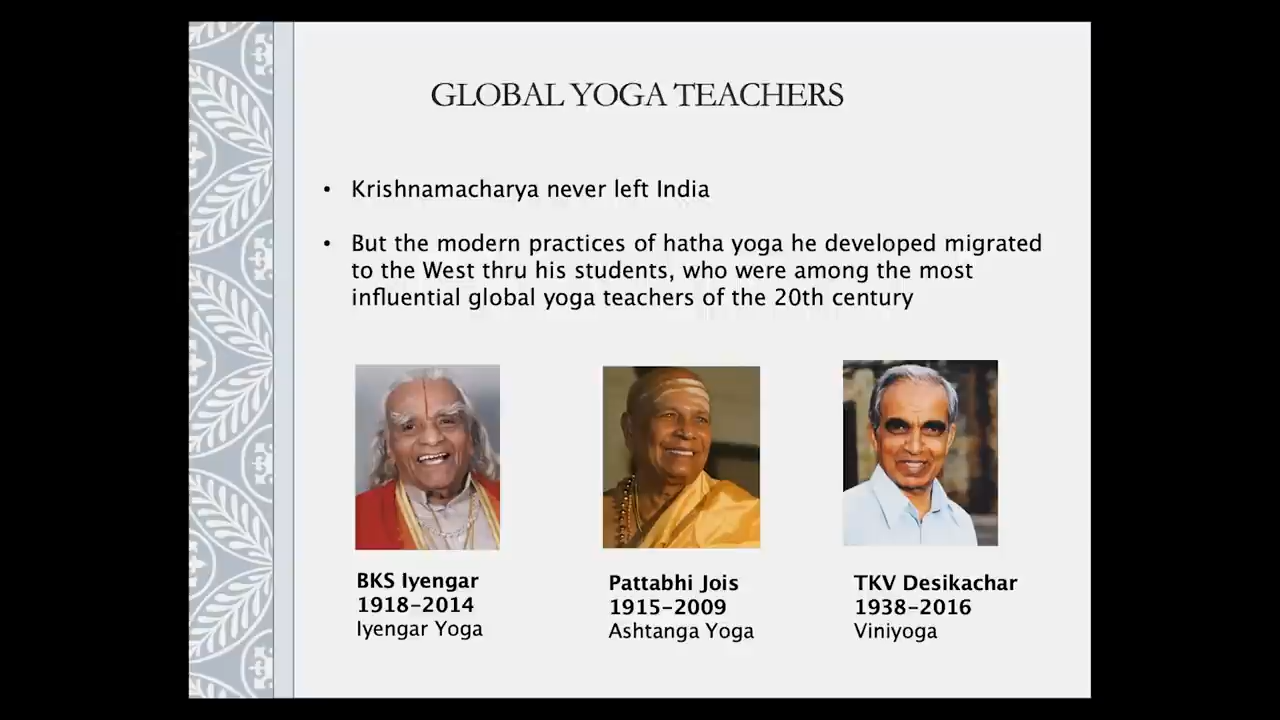 GLOBAL YOGA TEACHERS
• Krishnamacharya never left India
• But the modern practices of hatha yoga he developed migrated
to the West thru his students, who were among the most
influential global yoga teachers of the 20th century
BKS Iyengar
1918-2014
Iyengar Yoga
Pattabhi Jois
1915-2009
Ashtanga Yoga
TKV Desikachar
1938-2016
Viniyoga